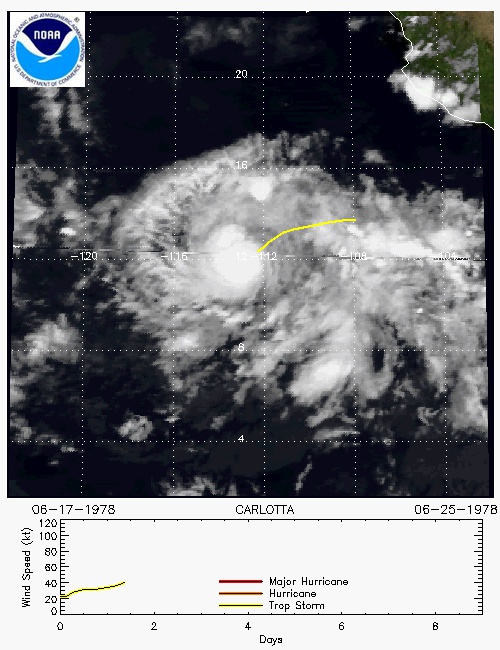 NATIONAL OCEANIC AND ATMOSPHERIC ADMINISTRATION
NOAA
U.S. DEPARTMENT OF COMMERCE
20
16
-120 -116 12 -112 -108 -104
8
4
06-17-1978 CARLOTTA 06-25-1978
120
100
80
60
40
20
0
Wind Speed (kt)
Major Hurricane
Hurricane
Trop Storm
0 2 4 6 8
Days